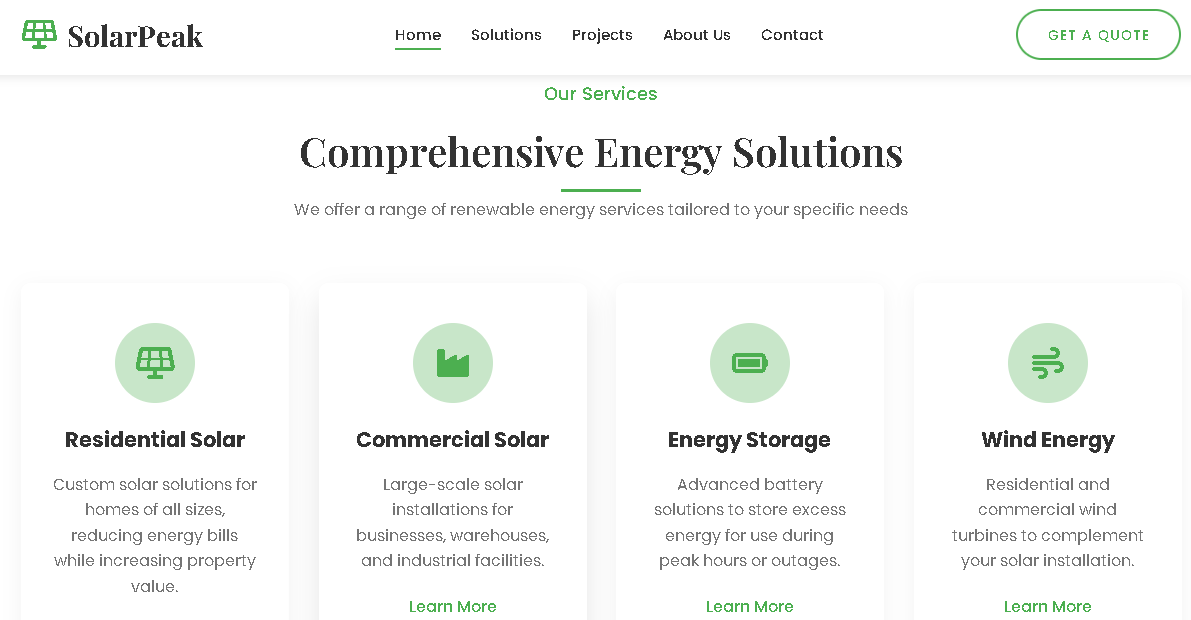 SolarPeak
Home
Solutions
Projects
About Us
Contact
GET A QUOTE
Our Services
Comprehensive Energy Solutions
We offer a range of renewable energy services tailored to your specific needs
Residential Solar
Custom solar solutions for
homes of all sizes,
reducing energy bills
while increasing property
value.
Commercial Solar
Large-scale solar
installations for
businesses, warehouses,
and industrial facilities.
Learn More
Energy Storage
Advanced battery
solutions to store excess
energy for use during
peak hours or outages.
Learn More
Wind Energy
Residential and
commercial wind
turbines to complement
your solar installation.
Learn More